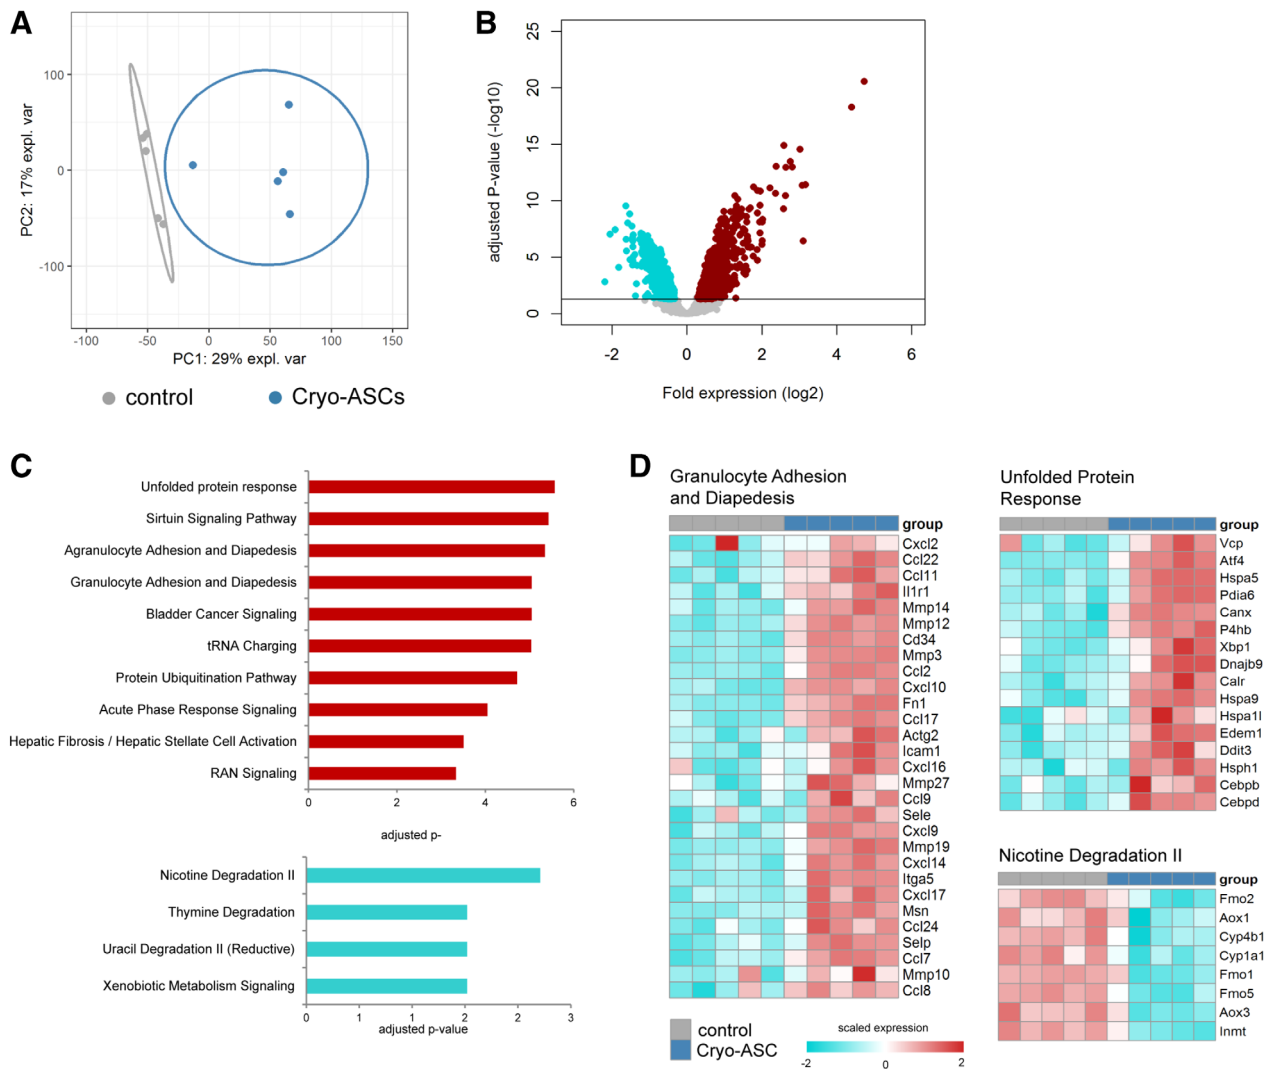 A
100
0
-100
PC2: 17% expl. var
-100
-50
0
50
100
150
PC1: 29% expl. var
control
Cryo-ASCs
B
25
20
15
10
5
0
adjusted P-value (-log10)
-2
0
2
4
6
Fold expression (log2)
C
Unfolded protein response
Sirtuin Signaling Pathway
Agranulocyte Adhesion and Diapedesis
Granulocyte Adhesion and Diapedesis
Bladder Cancer Signaling
tRNA Charging
Protein Ubiquitination Pathway
Acute Phase Response Signaling
Hepatic Fibrosis / Hepatic Stellate Cell Activation
RAN Signaling
0
2
4
6
adjusted p-
Nicotine Degradation II
Thymine Degradation
Uracil Degradation II (Reductive)
Xenobiotic Metabolism Signaling
0
1
1
2
2
3
adjusted p-value
D
Granulocyte Adhesion
and Diapedesis
group
Cxcl2
Ccl22
Ccl11
Il1r1
Mmp14
Mmp12
Cd34
Mmp3
Ccl2
Cxcl10
Fn1
Ccl17
Actg2
Icam1
Cxcl16
Mmp27
Ccl9
Sele
Cxcl9
Mmp19
Cxcl14
Itga5
Cxcl17
Msn
Ccl24
Selp
Ccl7
Mmp10
Ccl8
control
Cryo-ASC
scaled expression
-2
0
2
Unfolded Protein
Response
group
Vcp
Atf4
Hspa5
Pdia6
Canx
P4hb
Xbp1
Dnajb9
Calr
Hspa9
Hspa1l
Edem1
Ddit3
Hsph1
Cebpb
Cebpd
Nicotine Degradation II
group
Fmo2
Aox1
Cyp4b1
Cyp1a1
Fmo1
Fmo5
Aox3
Inmt